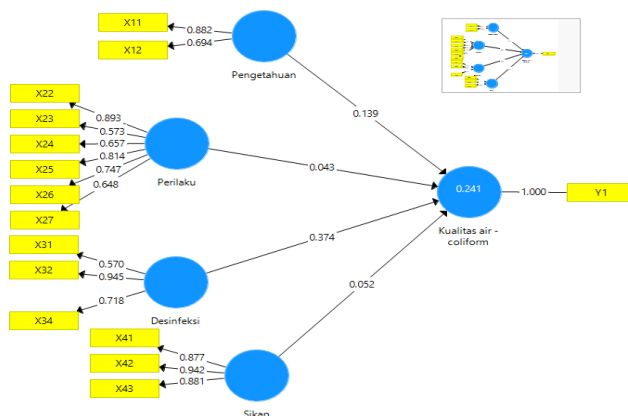 X11
0.882
X12
0.694
Pengetahuan
0.139
X22
0.893
X23
0.573
X24
0.657
X25
0.814
X26
0.747
X27
0.648
Perilaku
0.043
0.241
1.000
Y1
Kualitas air -
coliform
X31
0.570
X32
0.945
X34
0.718
Desinfeksi
0.374
0.052
X41
0.877
X42
0.942
X43
0.881
Sikap